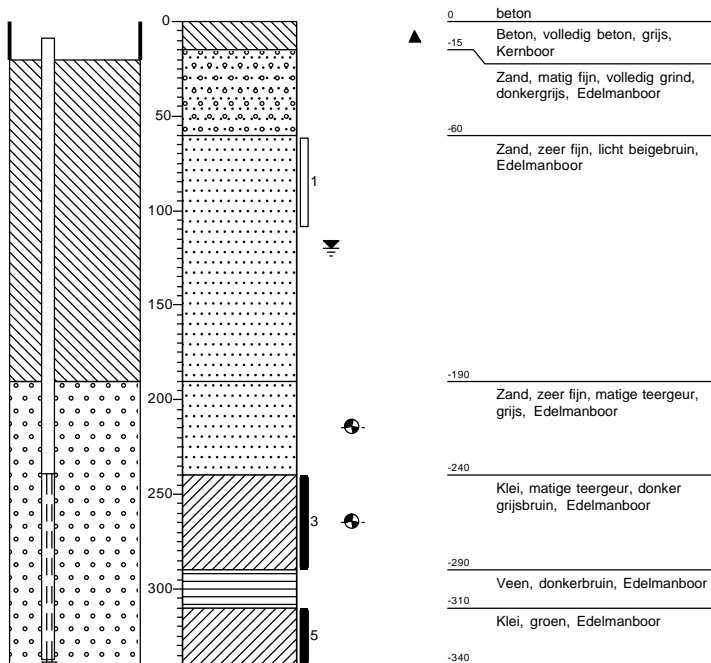 0
50
100
150
200
250
300
1
3
5
0 beton
Beton, volledig beton, grijs,
Kernboor
-15
Zand, matig fijn, volledig grind,
donkergrijs, Edelmanboor
-60
Zand, zeer fijn, licht beigebruin,
Edelmanboor
-190
Zand, zeer fijn, matige teergeur,
grijs, Edelmanboor
-240
Klei, matige teergeur, donker
grijsbruin, Edelmanboor
-290
Veen, donkerbruin, Edelmanboor
-310
Klei, groen, Edelmanboor
-340